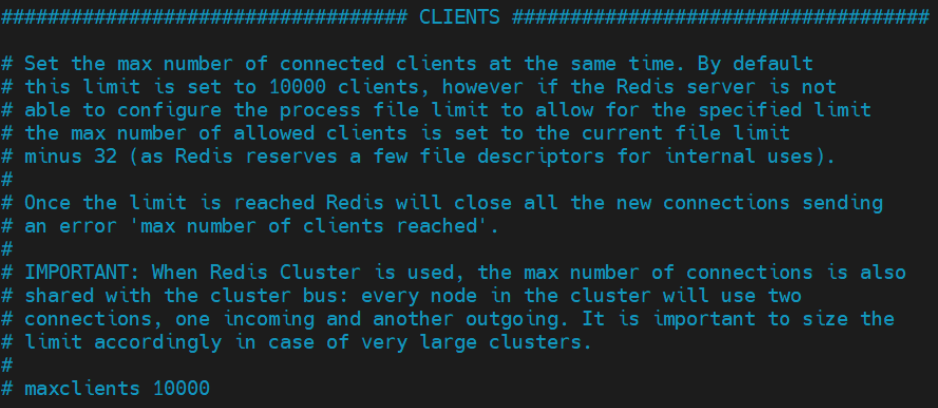 ################################### CLIENTS ####################################
# Set the max number of connected clients at the same time. By default
# this limit is set to 10000 clients, however if the Redis server is not
# able to configure the process file limit to allow for the specified limit
# the max number of allowed clients is set to the current file limit
# minus 32 (as Redis reserves a few file descriptors for internal uses).
#
# Once the limit is reached Redis will close all the new connections sending
# an error 'max number of clients reached'.
#
# IMPORTANT: When Redis Cluster is used, the max number of connections is also
# shared with the cluster bus: every node in the cluster will use two
# connections, one incoming and another outgoing. It is important to size the
# limit accordingly in case of very large clusters.
#
# maxclients 10000